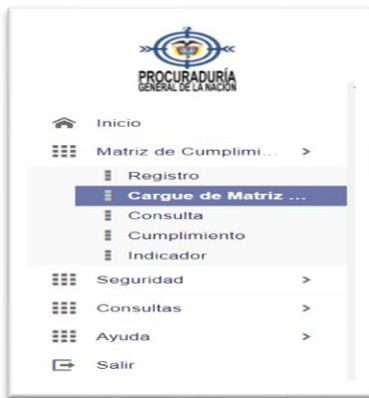 PROCURADURÍA
GENERAL DE LA NACIÓN
Inicio
Matriz de Cumplimi... >
Registro
Cargue de Matriz ...
Consulta
Cumplimiento
Indicador
Seguridad >
Consultas >
Ayuda >
Salir